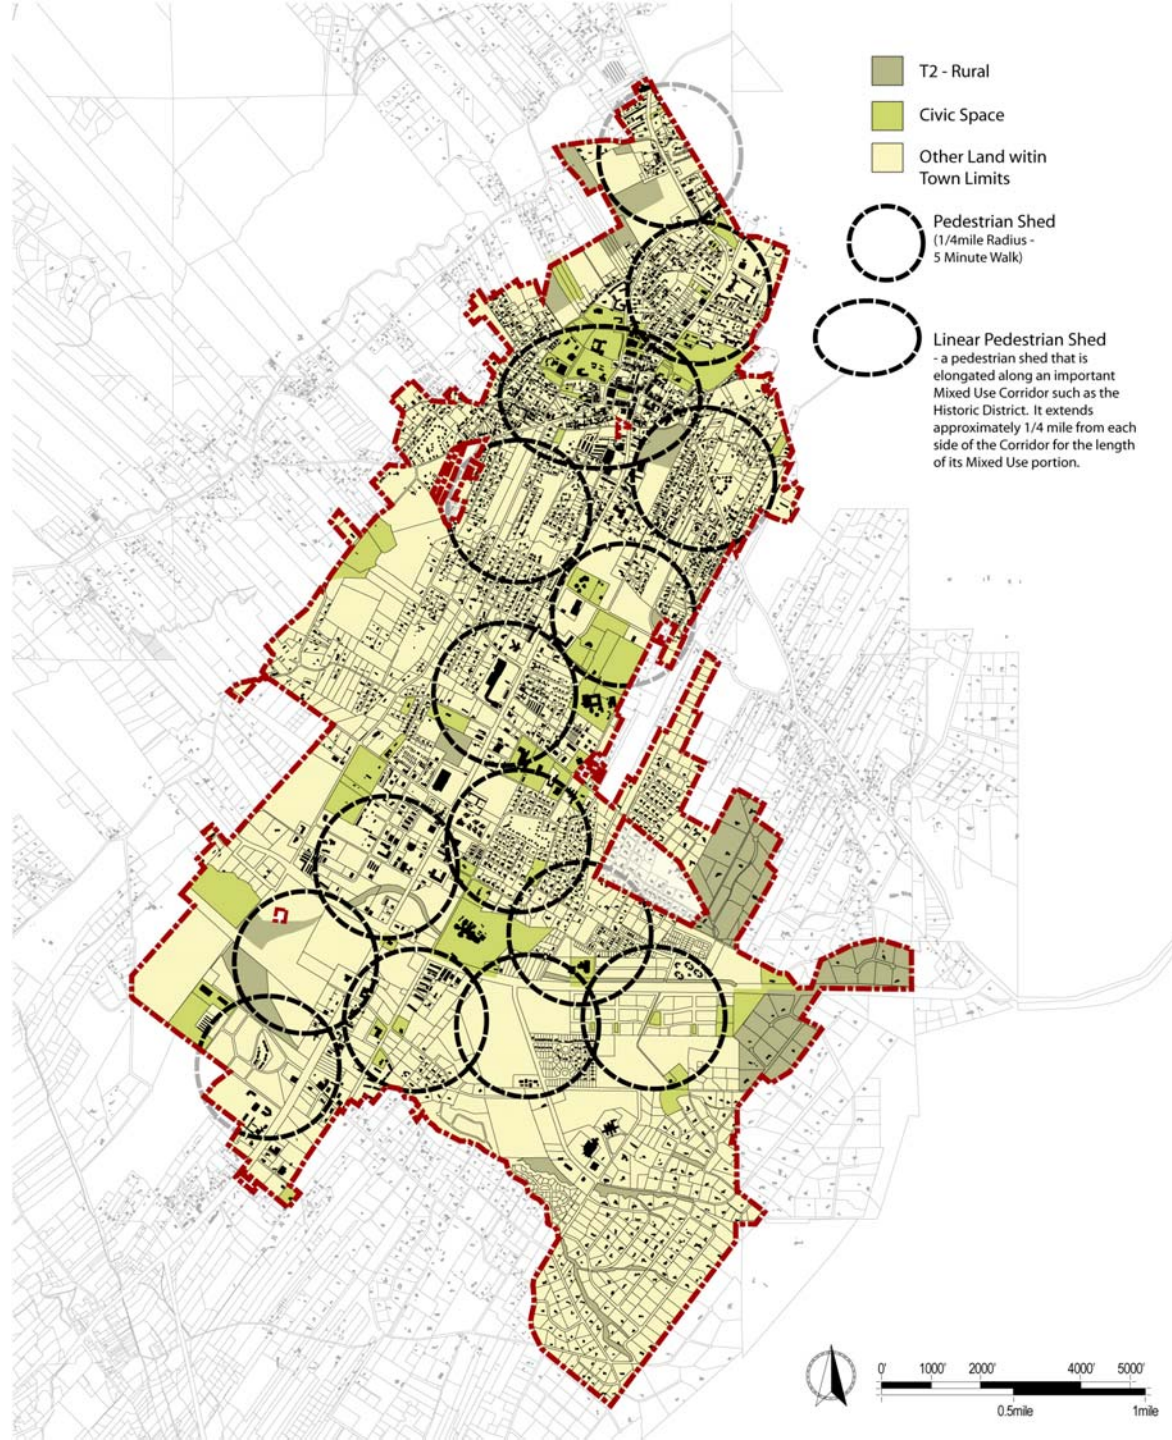 T2 - Rural
Civic Space
Other Land witin
Town Limits
Pedestrian Shed
(1/4mile Radius -
5 Minute Walk)
Linear Pedestrian Shed
- a pedestrian shed that is
elongated along an important
Mixed Use Corridor such as the
Historic District. It extends
approximately 1/4 mile from each
side of the Corridor for the length
of its Mixed Use portion.
0' 1000' 2000' 4000' 5000'
0.5mile 1mile